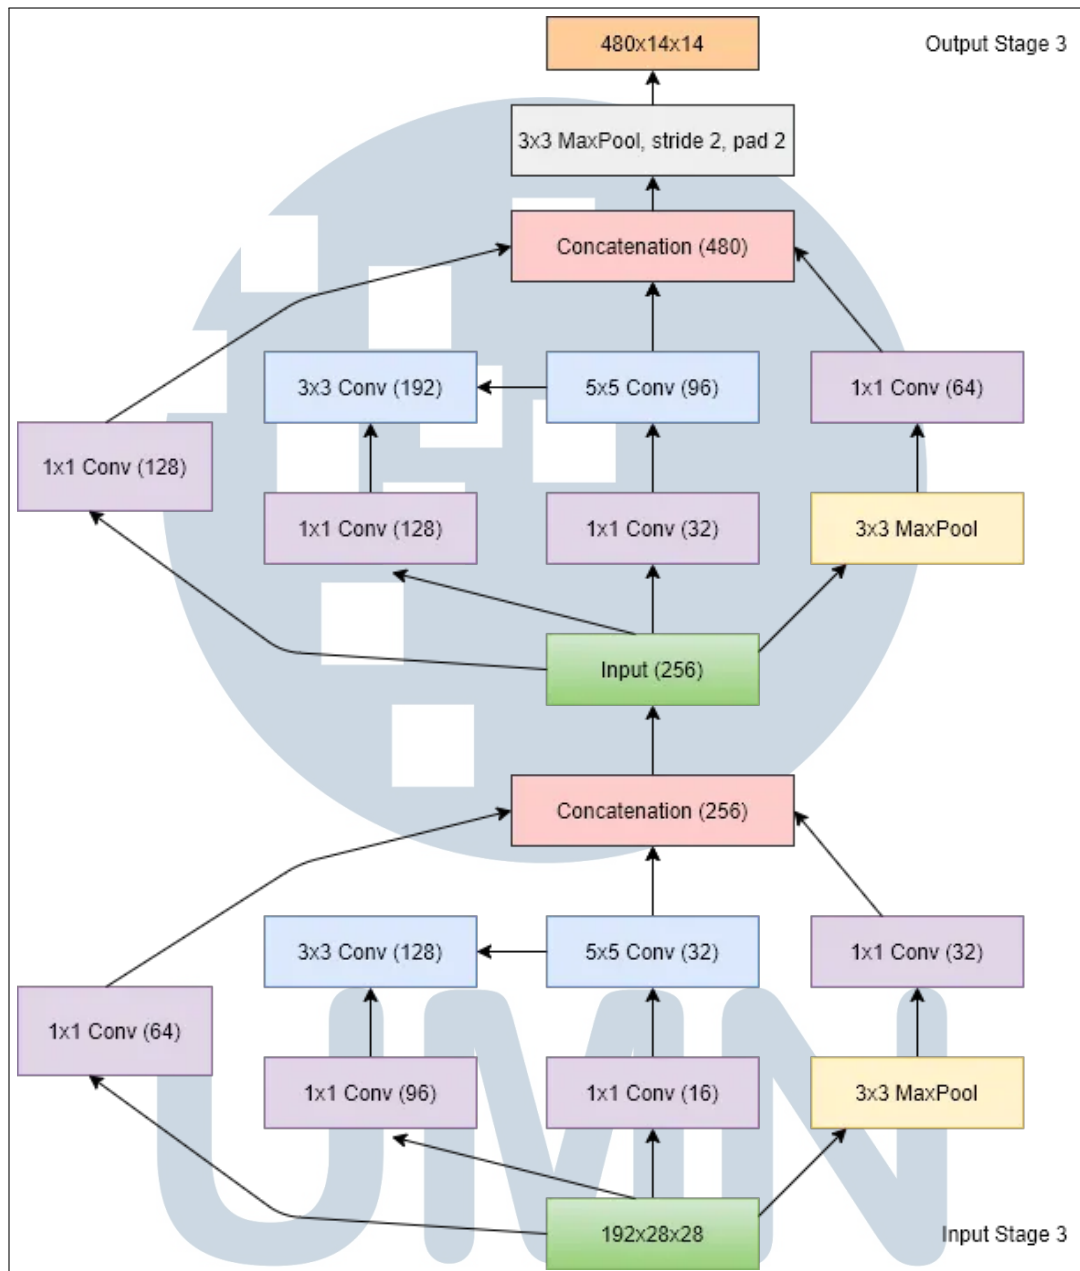 480x14x14
Output Stage 3
3x3 MaxPool, stride 2, pad 2
Concatenation (480)
3x3 Conv (192)
5x5 Conv (96)
1x1 Conv (64)
1x1 Conv (128)
1x1 Conv (128)
1x1 Conv (32)
3x3 MaxPool
Input (256)
Concatenation (256)
3x3 Conv (128)
5x5 Conv (32)
1x1 Conv (32)
1x1 Conv (64)
1x1 Conv (96)
1x1 Conv (16)
3x3 MaxPool
192x28x28
Input Stage 3
UMN